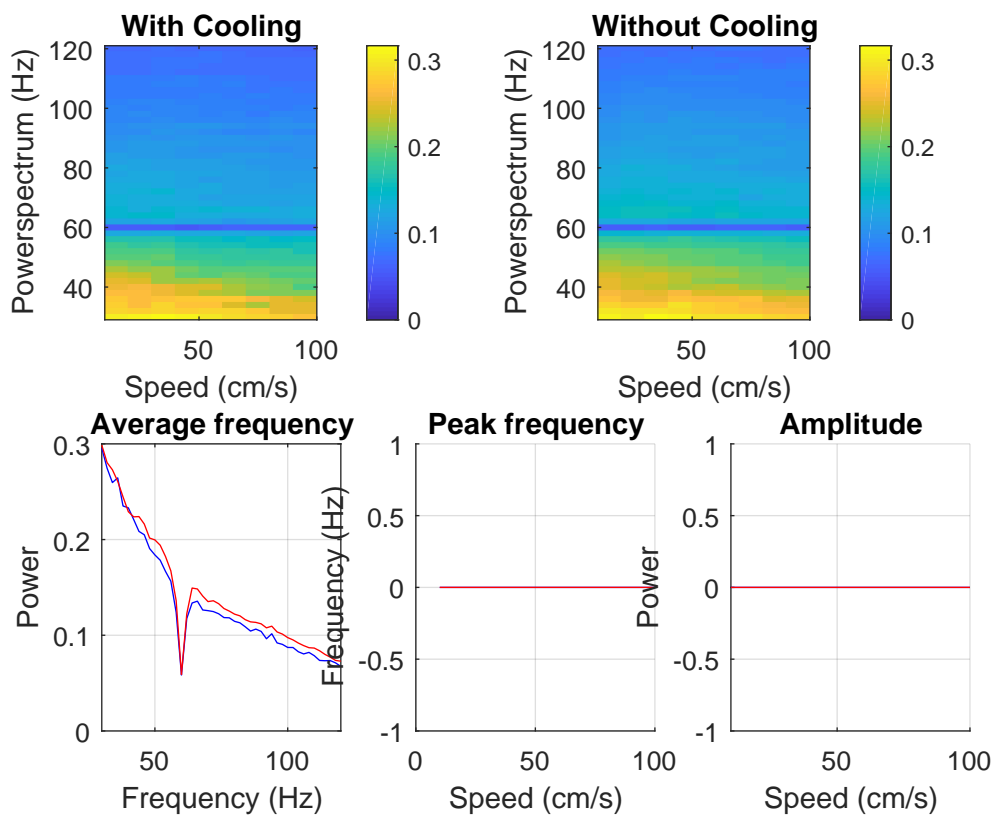 With Cooling
Powerspectrum (Hz)
120
100
80
60
40
50
100
Speed (cm/s)
0.3
0.2
0.1
0
Without Cooling
Powerspectrum (Hz)
120
100
80
60
40
50
100
Speed (cm/s)
0.3
0.2
0.1
0
Average frequency
Power
0.3
0.2
0.1
0
50
100
Frequency (Hz)
Peak frequency
Frequency (Hz)
1
0.5
0
-0.5
-1
0
50
100
Speed (cm/s)
Amplitude
Power
1
0.5
0
-0.5
-1
50
100
Speed (cm/s)